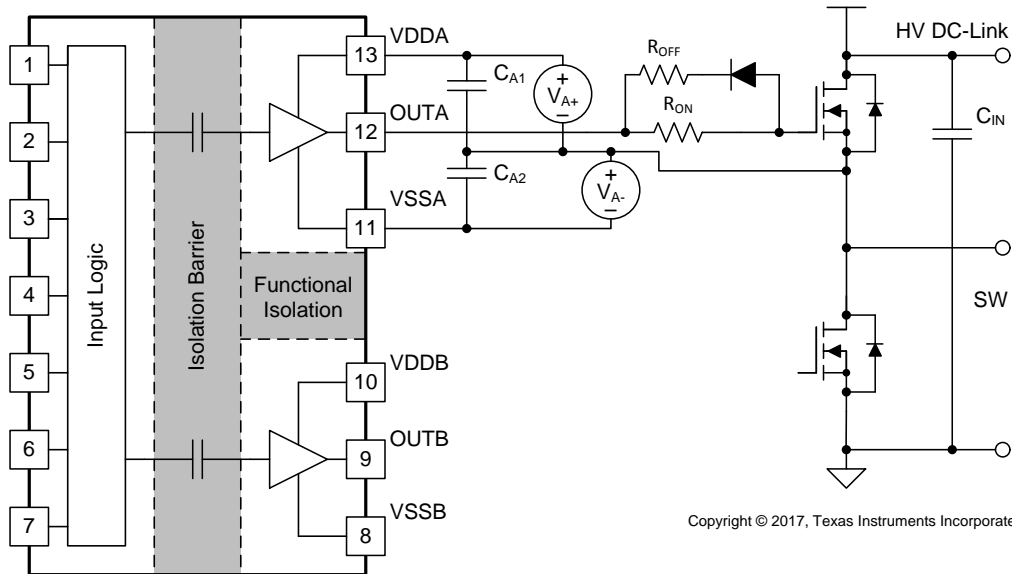 1
2
3
4
5
6
7
Input Logic
Isolation Barrier
Functional
Isolation
VDDA
13
OUTA
12
VSSA
11
VDDB
10
OUTB
9
VSSB
8
CA1
CA2
+
VA+
−
+
VA-
−
ROFF
RON
HV DC-Link
CIN
SW
Copyright © 2017, Texas Instruments Incorporate